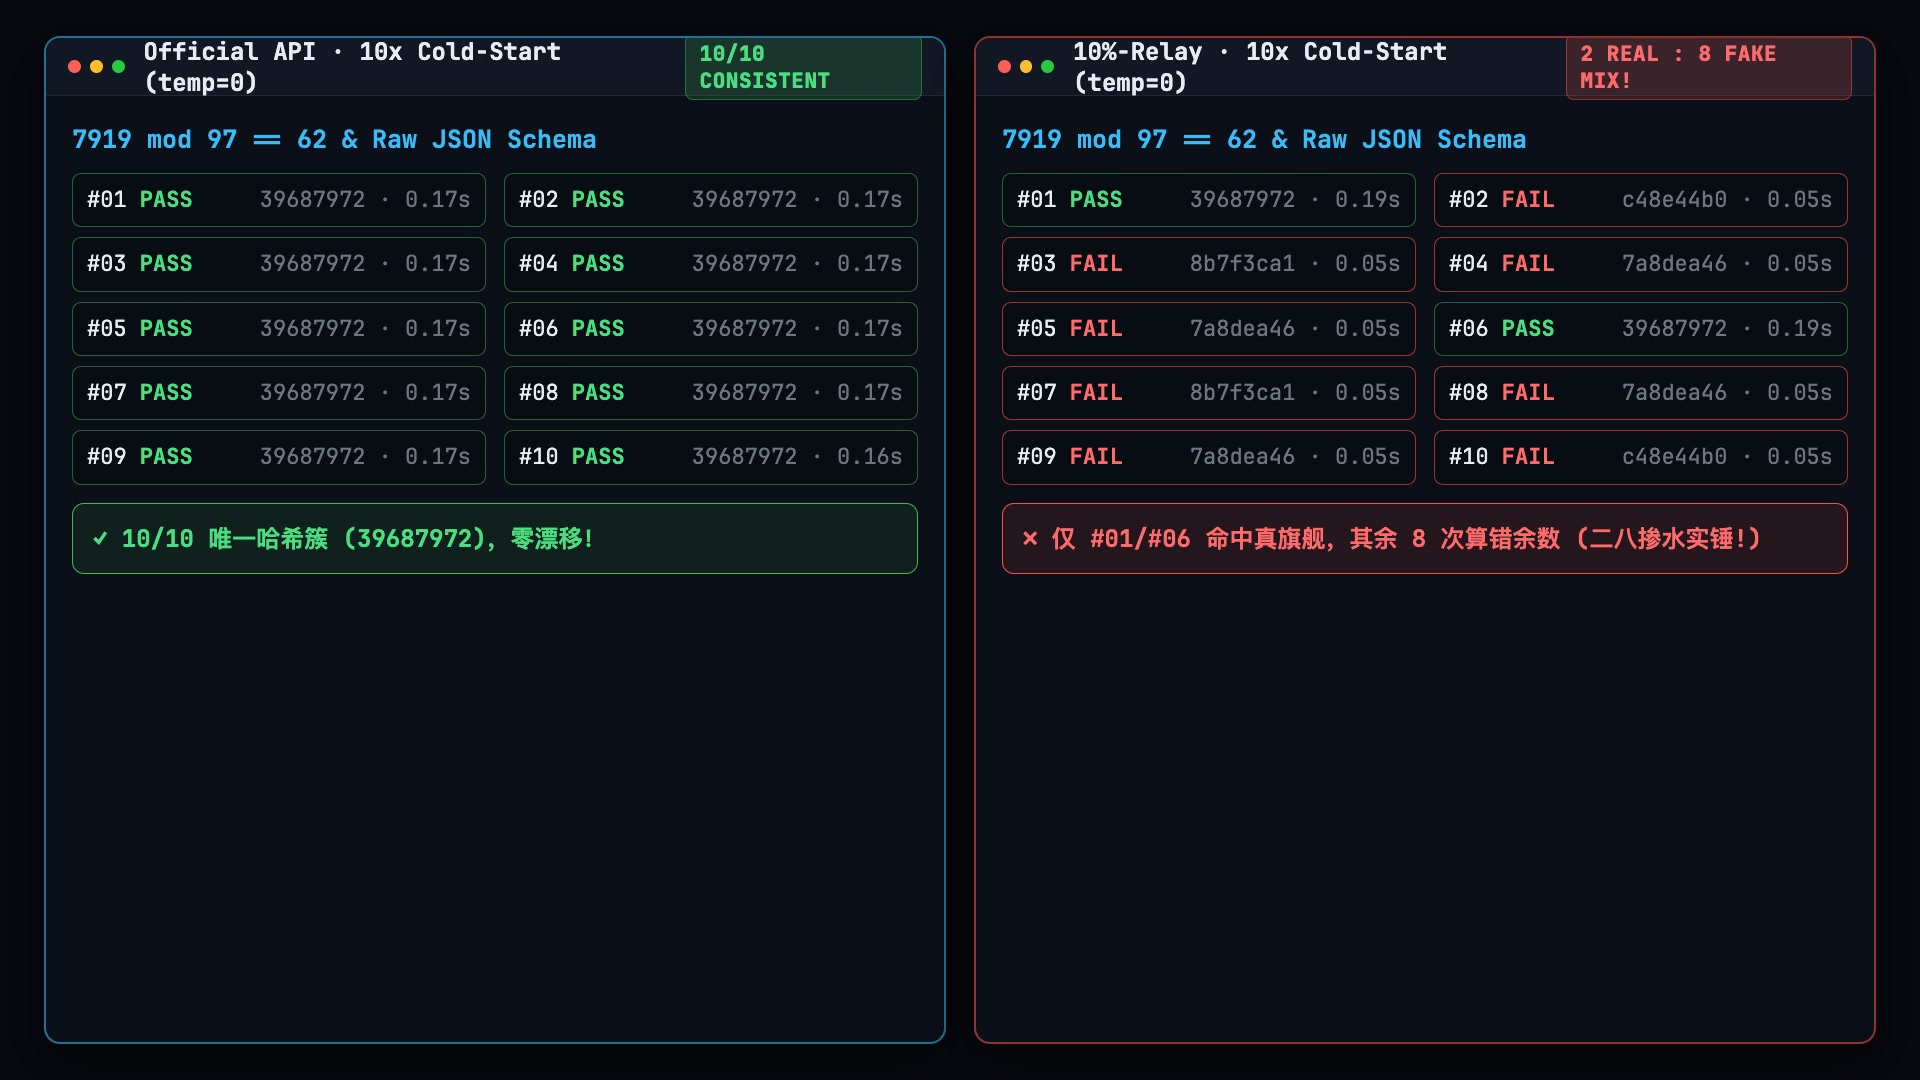 Official API · 10x Cold-Start
(temp=0)
10/10
CONSISTENT
7919 mod 97 == 62 & Raw JSON Schema
#01 PASS 39687972 · 0.17s
#02 PASS 39687972 · 0.17s
#03 PASS 39687972 · 0.17s
#04 PASS 39687972 · 0.17s
#05 PASS 39687972 · 0.17s
#06 PASS 39687972 · 0.17s
#07 PASS 39687972 · 0.17s
#08 PASS 39687972 · 0.17s
#09 PASS 39687972 · 0.17s
#10 PASS 39687972 · 0.16s
✓ 10/10 唯一哈希簇 (39687972), 零漂移!
10%-Relay · 10x Cold-Start
(temp=0)
2 REAL : 8 FAKE
MIX!
7919 mod 97 == 62 & Raw JSON Schema
#01 PASS 39687972 · 0.19s
#02 FAIL c48e44b0 · 0.05s
#03 FAIL 8b7f3ca1 · 0.05s
#04 FAIL 7a8dea46 · 0.05s
#05 FAIL 7a8dea46 · 0.05s
#06 PASS 39687972 · 0.19s
#07 FAIL 8b7f3ca1 · 0.05s
#08 FAIL 7a8dea46 · 0.05s
#09 FAIL 7a8dea46 · 0.05s
#10 FAIL c48e44b0 · 0.05s
× 仅 #01/#06 命中真旗舰, 其余 8 次算错余数 (二八掺水实锤!)